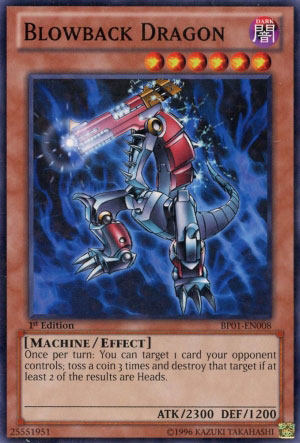 BLOWBACK DRAGON
DARK
闇
1st Edition
BP01-EN008
[MACHINE/EFFECT]
Once per turn: You can target 1 card your opponent
controls; toss a coin 3 times and destroy that target if at
least 2 of the results are Heads.
ATK/2300 DEF/1200
25551951
©1996 KAZUKI TAKAHASHI